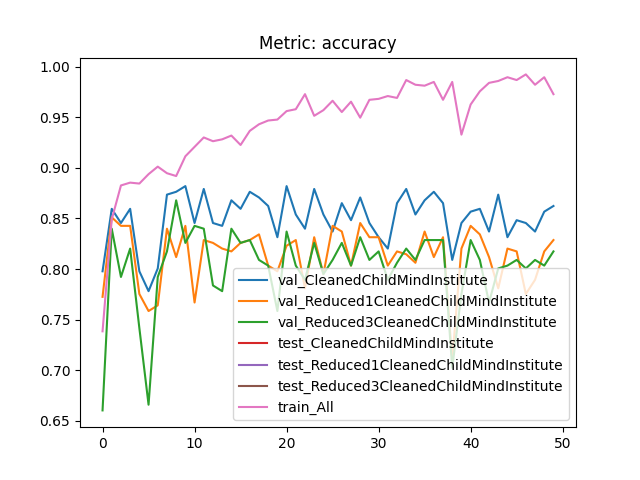 Metric: accuracy
1.00
0.95
0.90
0.85
0.80
0.75
0.70
0.65
val_CleanedChildMindInstitute
val_Reduced1CleanedChildMindInstitute
val_Reduced3CleanedChildMindInstitute
test_CleanedChildMindInstitute
test_Reduced1CleanedChildMindInstitute
test_Reduced3CleanedChildMindInstitute
train_All
0 10 20 30 40 50